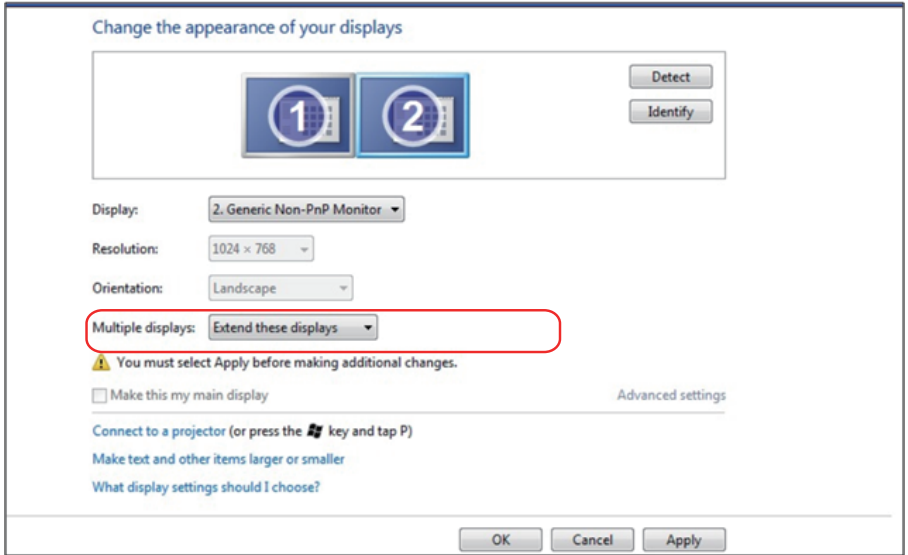 Change the appearance of your displays
1
2
Detect
Identify
Display: 2. Generic Non-PnP Monitor
Resolution: 1024 × 768
Orientation: Landscape
Multiple displays: Extend these displays
You must select Apply before making additional changes.
Make this my main display Advanced settings
Connect to a projector (or press the key and tap P)
Make text and other items larger or smaller
What display settings should I choose?
OK Cancel Apply